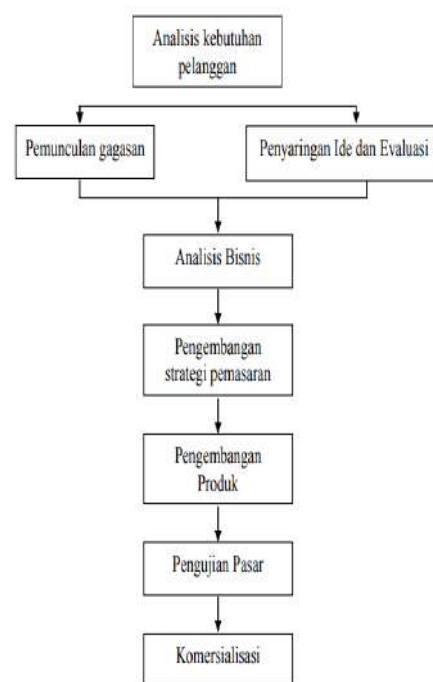 Analisis kebutuhan
pelanggan
Pemunculan gagasan
Penyaringan Ide dan Evaluasi
Analisis Bisnis
Pengembangan
strategi pemasaran
Pengembangan
Produk
Pengujian Pasar
Komersialisasi